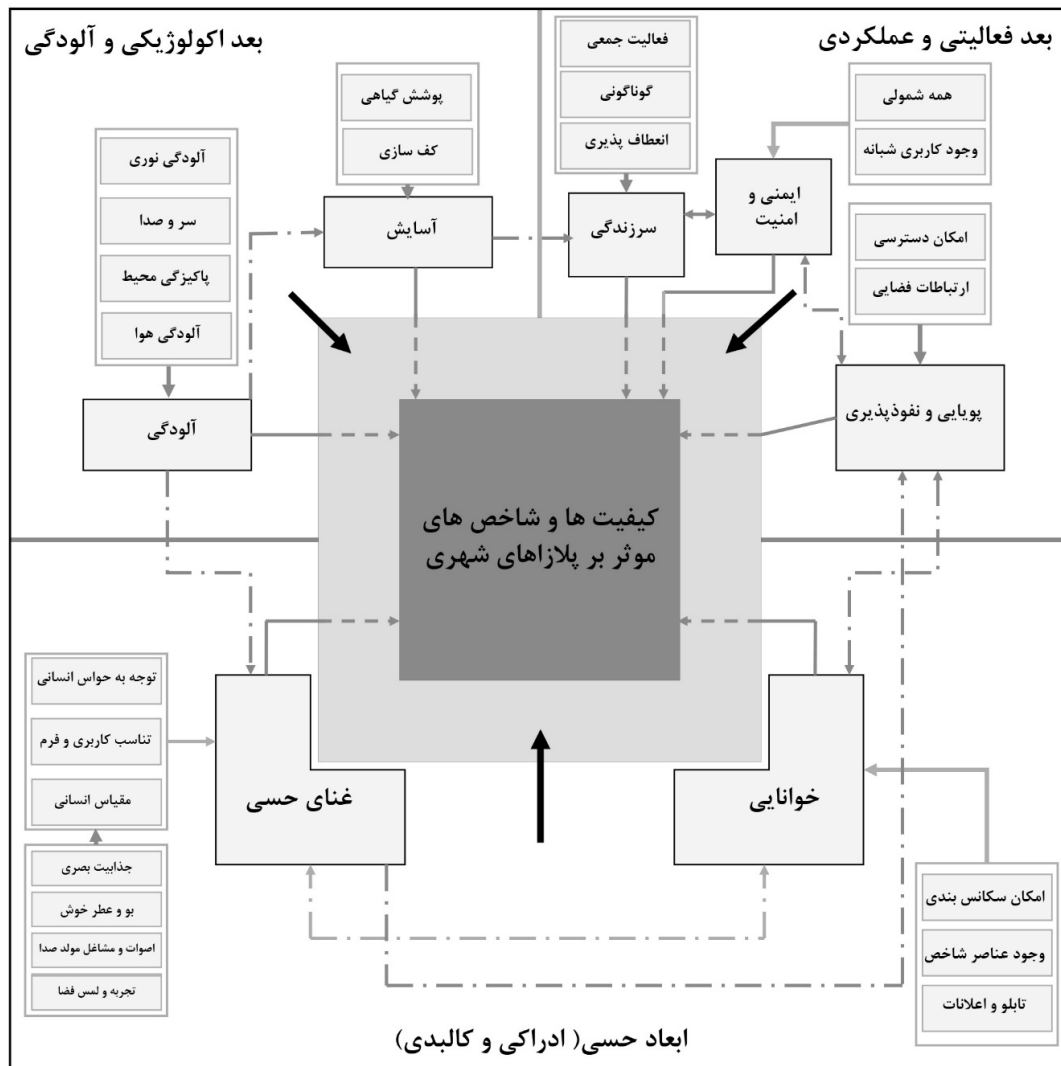 بعد فعالیتی و عملکردی
بعد اکولوژیکی و آلودگی
همه شمولی
وجود کاربری شبانه
فعالیت جمعی
گوناگونی
انعطاف پذیری
پوشش گیاهی
کف سازی
آلودگی نوری
سر و صدا
پاکیزگی محیط
آلودگی هوا
ایمنی و
امنیت
سرزندگی
آسایش
امکان دسترسی
ارتباطات فضایی
پویایی و نفوذپذیری
آلودگی
کیفیت ها و شاخص های
موثر بر پلازاهای شهری
خوانایی
غنای حسی
توجه به حواس انسانی
تناسب کاربری و فرم
مقیاس انسانی
جذابیت بصری
بو و عطر خوش
اصوات و مشاغل مولد صدا
تجربه و لمس فضا
امکان سکانس بندی
وجود عناصر شاخص
تابلو و اعلانات
ابعاد حسی( ادراکی و کالبدی)